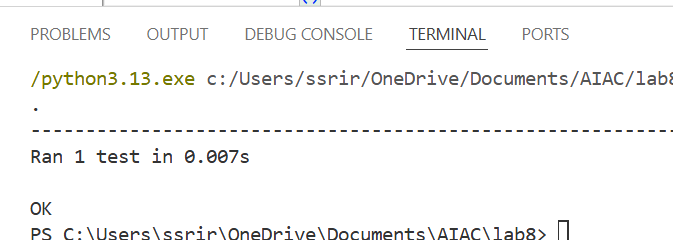 PROBLEMS OUTPUT DEBUG CONSOLE TERMINAL PORTS
/python3.13.exe c:/Users/ssrir/OneDrive/Documents/AIAC/lab8
.
----------------------------------------------------------
Ran 1 test in 0.007s
OK
PS C:\Users\ssrir\OneDrive\Documents\AIAC\lab8>